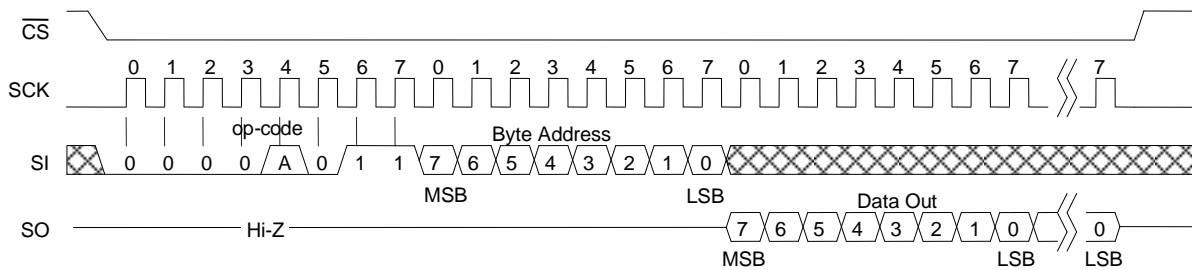 CS
0 1 2 3 4 5 6 7 0 1 2 3 4 5 6 7 0 1 2 3 4 5 6 7 7
SCK
op-code Byte Address
SI 0 0 0 0 A 0 1 1 7 6 5 4 3 2 1 0
MSB LSB Data Out
SO Hi-Z 7 6 5 4 3 2 1 0 0
MSB LSB LSB